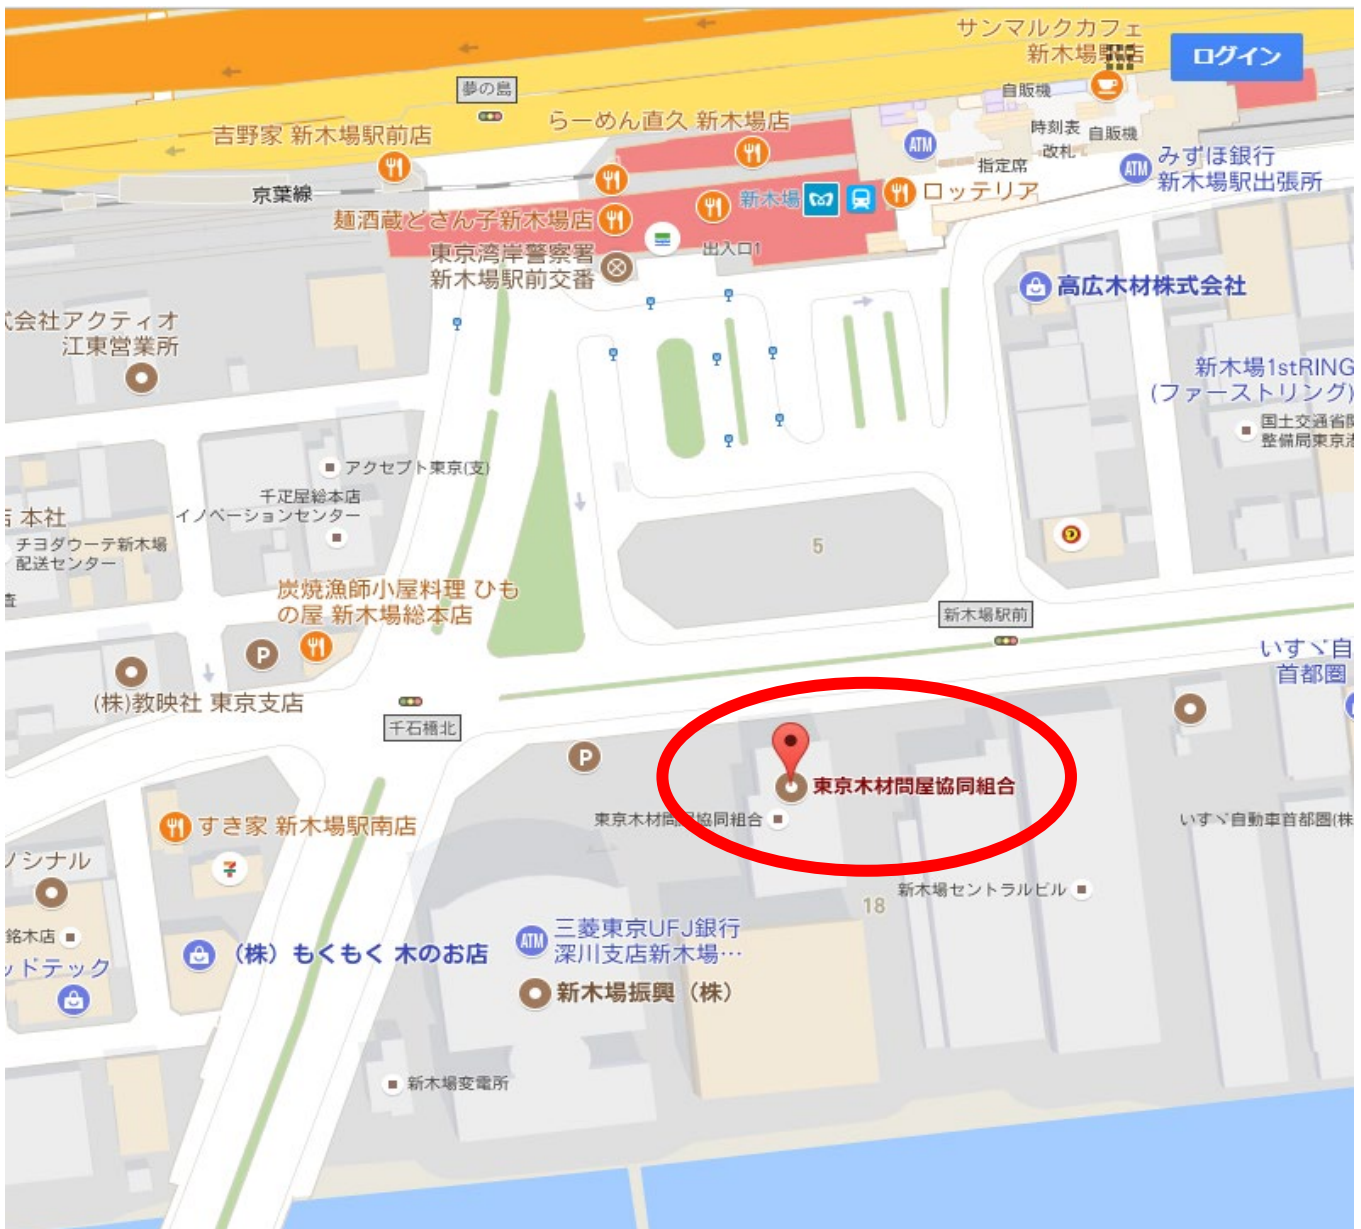 サンマルクカフェ
新木場駅店
ログイン
自販機
夢の島
吉野家 新木場駅前店
らーめん直久 新木場店
ATM
時刻表
自販機
改札
指定席
ATM
みずほ銀行
新木場駅出張所
京葉線
新木場
ロッテリア
麺酒蔵どさん子新木場店
出入口1
東京湾岸警察署
新木場駅前交番
高広木材株式会社
式会社アクティオ
江東営業所
新木場1stRING
(ファーストリング)
国土交通省関
整備局東京港
アクセプト東京(支)
千疋屋総本店
イノベーションセンター
本社
チヨダウーテ新木場
配送センター
5
炭焼漁師小屋料理 ひも
の屋 新木場総本店
新木場駅前
P
いすゞ自
首都圏
(株)教映社 東京支店
千石橋北
P
東京木材問屋協同組合
東京木材問屋協同組合
いすゞ自動車首都圏(株
すき家 新木場駅南店
7
ノシナル
新木場セントラルビル
18
銘木店
ATM
三菱東京UFJ銀行
深川支店新木場…
（株）もくもく 木のお店
ッドテック
新木場振興（株）
新木場変電所